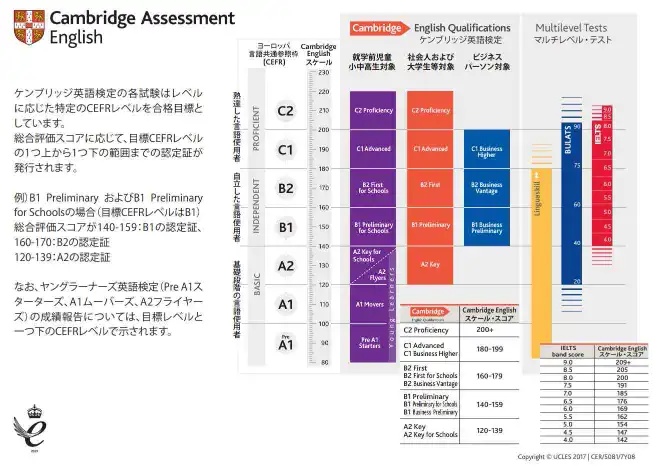 Cambridge Assessment
English
ケンブリッジ英語検定の各試験はレベル
に応じた特定のCEFRレベルを合格目標と
しています。
総合評価スコアに応じて、目標CEFRレベル
の1つ上から1つ下の範囲までの認定証が
発行されます。
例）B1 Preliminary およびB1 Preliminary
for Schoolsの場合（目標CEFRレベルはB1）
総合評価スコアが140-159：B1の認定証、
160-170：B2の認定証
120-139：A2の認定証
なお、ヤングラーナーズ英語検定（Pre A1ス
ターターズ、A1ムーバーズ、A2フライヤー
ズ）の成績報告については、目標レベルと
一つ下のCEFRレベルで示されます。
ヨーロッパ
言語共通参照枠
(CEFR)
Cambridge
English
スケール
Cambridge English Qualifications
ケンブリッジ英語検定
Multilevel Tests
マルチレベル・テスト
就学前児童
小中高生対象
社会人および
大学生等対象
ビジネス
パーソン対象
熟達した言語使用者
PROFICIENT
自立した言語使用者
INDEPENDENT
基礎段階の言語使用者
BASIC
C2
C1
B2
B1
A2
A1
Pre
A1
230
220
210
200
190
180
170
160
150
140
130
120
110
100
90
80
C2 Proficiency
C1 Advanced
B2 First
for Schools
B1 Preliminary
for Schools
A2 Key for
Schools
A2
Flyers
A1 Movers
Pre A1
Starters
Young Learners
C2 Proficiency
C1 Advanced
B2 First
B1 Preliminary
A2 Key
C1 Business
Higher
B2 Business
Vantage
B1 Business
Preliminary
Linguaskill
BULATS
90
75
60
40
20
IELTS
9.0
8.5
8.0
7.5
7.0
6.5
6.0
5.5
5.0
4.5
4.0
Cambridge
English Qualifications
Cambridge English
スケール・スコア
C2 Proficiency 200+
C1 Advanced
C1 Business Higher
180-199
B2 First
B2 First for Schools
B2 Business Vantage
160-179
B1 Preliminary
B1 Preliminary for Schools
B1 Business Preliminary
140-159
A2 Key
A2 Key for Schools
120-139
IELTS
band score
Cambridge English
スケール・スコア
9.0 209+
8.5 205
8.0 200
7.5 191
7.0 185
6.5 176
6.0 169
5.5 162
5.0 154
4.5 147
4.0 142
Copyright © UCLES 2017 | CER/5081/7Y08